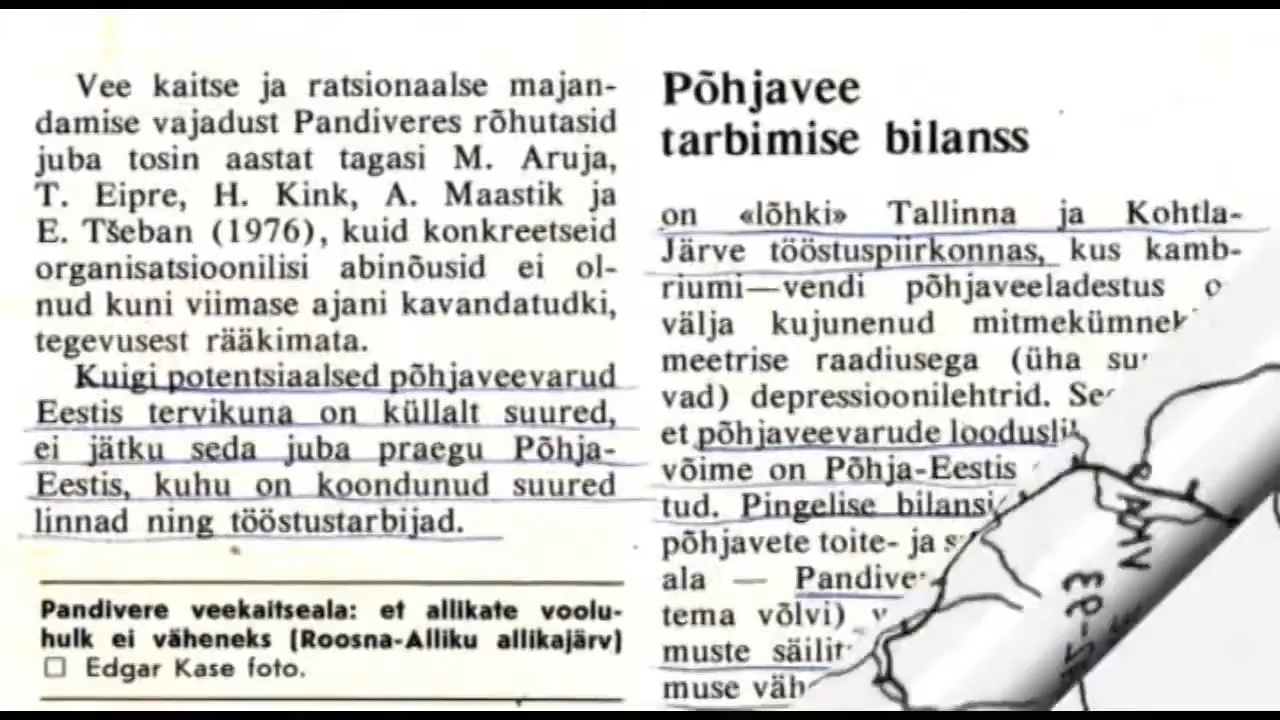 Vee kaitse ja ratsionaalse majan-
damise vajadust Pandiveres rõhutasid
juba tosin aastat tagasi M. Aruja,
T. Eipre, H. Kink, A. Maastik ja
E. Tšeban (1976), kuid konkreetseid
organisatsioonilisi abinõusid ei ol-
nud kuni viimase ajani kavandatudki,
tegevusest rääkimata.
Kuigi potentsiaalsed põhjaveevarud
Eestis tervikuna on küllalt suured,
ei jätku seda juba praegu Põhja-
Eestis, kuhu on koondunud suured
linnad ning tööstustarbijad.
Pandivere veekaitseala: et allikate voolu-
hulk ei väheneks (Roosna-Alliku allikajärv)
□ Edgar Kase foto.
Põhjavee
tarbimise bilanss
on «lõhki» Tallinna ja Kohtla-
Järve tööstuspiirkonnas, kus kamb-
riumi—vendi põhjaveeladestus
välja kujunenud
meetrise raadiusega (üha
vad) depressioonilehtrid.
et põhjaveevarude
võime on Põhja-Eestis
tud. Pingelise
põhjavete toite- ja
ala —
tema võlvi)
muste
muse